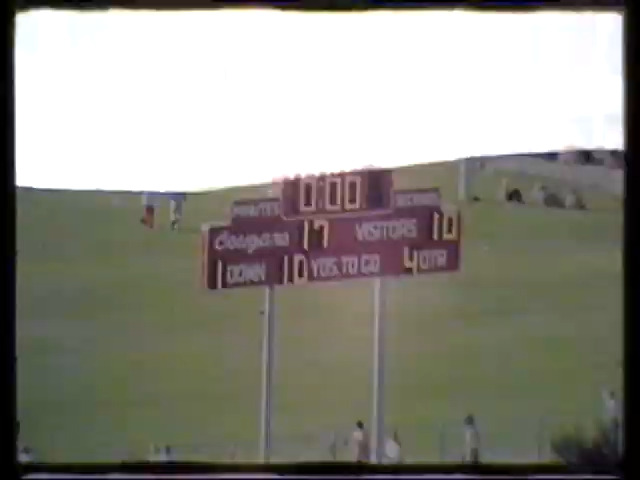 MINUTES 0:00 SECONDS
Cougars 17 VISITORS 10
1 DOWN 10 YDS. TO GO 4 QTR